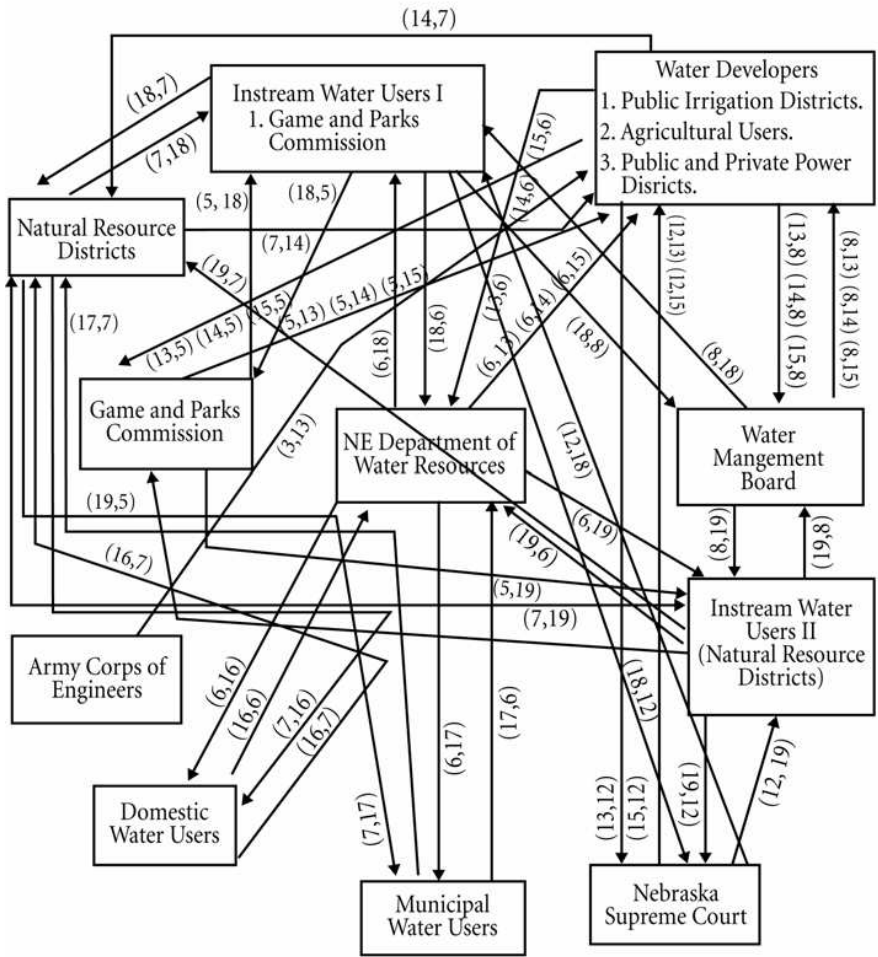 (14,7)
Water Developers
1. Public Irrigation Districts.
2. Agricultural Users.
3. Public and Private Power
Districts.
Instream Water Users I
1. Game and Parks
Commission
(18,7)
(7,18)
(15,6)
(14,6)
(5, 18)
(18,5)
Natural Resource
Districts
(7,14)
(19,7)
(12,13) (12,15)
(13,8) (14,8) (15,8)
(8,13) (8,14) (8,15)
(17,7)
(13,5) (14,5) (15,5)
(5,13) (5,14) (5,15)
(6,18)
(18,6)
(13,6)
(6, 13) (6,14) (6,15)
(18,8)
(8,18)
Game and Parks
Commission
(3,13)
NE Department of
Water Resources
(12,18)
Water
Mangement
Board
(19,5)
(16,7)
(19,6)
(6,19)
(8,19)
(19,8)
(5,19)
(7,19)
Instream Water
Users II
(Natural Resource
Districts)
Army Corps of
Engineers
(6,16)
(16,6)
(7,16)
(16,7)
(6,17)
(17,6)
(18,12)
(13,12)
(15,12)
(19,12)
(12, 19)
Domestic
Water Users
(7,17)
Municipal
Water Users
Nebraska
Supreme Court